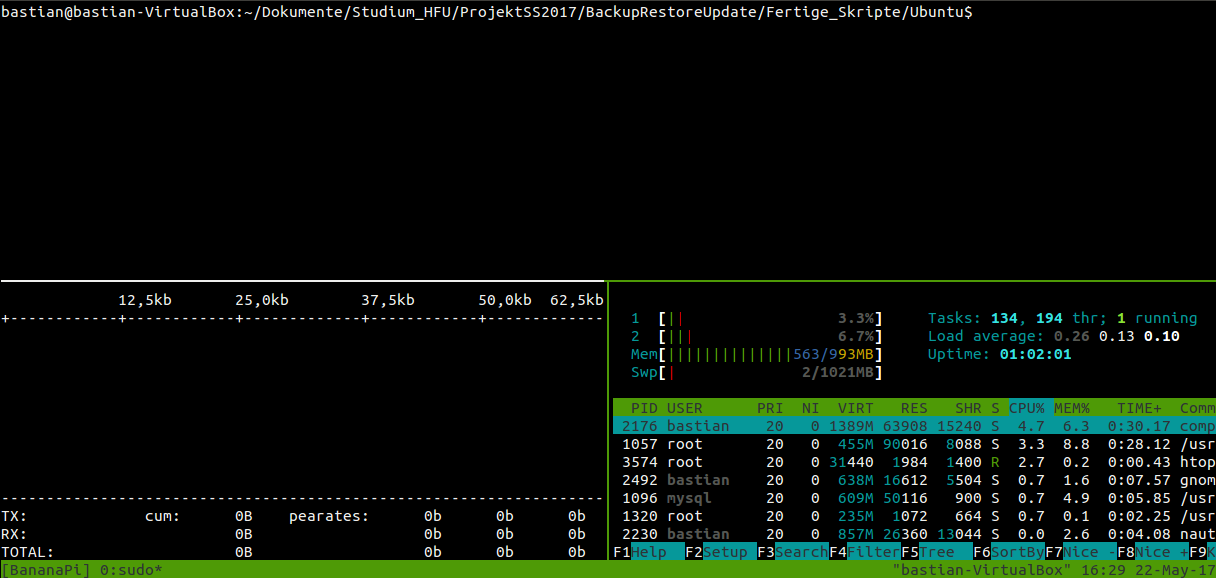 bastian@bastian-VirtualBox:~/Dokumente/Studium_HFU/ProjektSS2017/BackupRestoreUpdate/Fertige_Skripte/Ubuntu$
12,5kb 25,0kb 37,5kb 50,0kb 62,5kb
TX: cum: 0B pearates: 0b 0b 0b
RX: 0B 0b 0b 0b
TOTAL: 0B 0b 0b 0b
1 [|| 3.3%] Tasks: 134, 194 thr; 1 running
2 [||| 6.7%] Load average: 0.26 0.13 0.10
Mem[||||||||||||||563/993MB] Uptime: 01:02:01
Swp[| 2/1021MB]
PID USER PRI NI VIRT RES SHR S CPU% MEM% TIME+ Comm
2176 bastian 20 0 1389M 63908 15240 S 4.7 6.3 0:30.17 comp
1057 root 20 0 455M 90016 8088 S 3.3 8.8 0:28.12 /usr
3574 root 20 0 31440 1984 1400 R 2.7 0.2 0:00.43 htop
2492 bastian 20 0 638M 16612 5504 S 0.7 1.6 0:07.57 gnom
1096 mysql 20 0 609M 50116 900 S 0.7 4.9 0:05.85 /usr
1320 root 20 0 235M 1072 664 S 0.7 0.1 0:02.25 /usr
2230 bastian 20 0 857M 26360 13044 S 0.0 2.6 0:04.08 naut
F1Help F2Setup F3SearchF4FilterF5Tree F6SortByF7Nice -F8Nice +F9K
[BananaPi] 0:sudo* "bastian-VirtualBox" 16:29 22-May-17